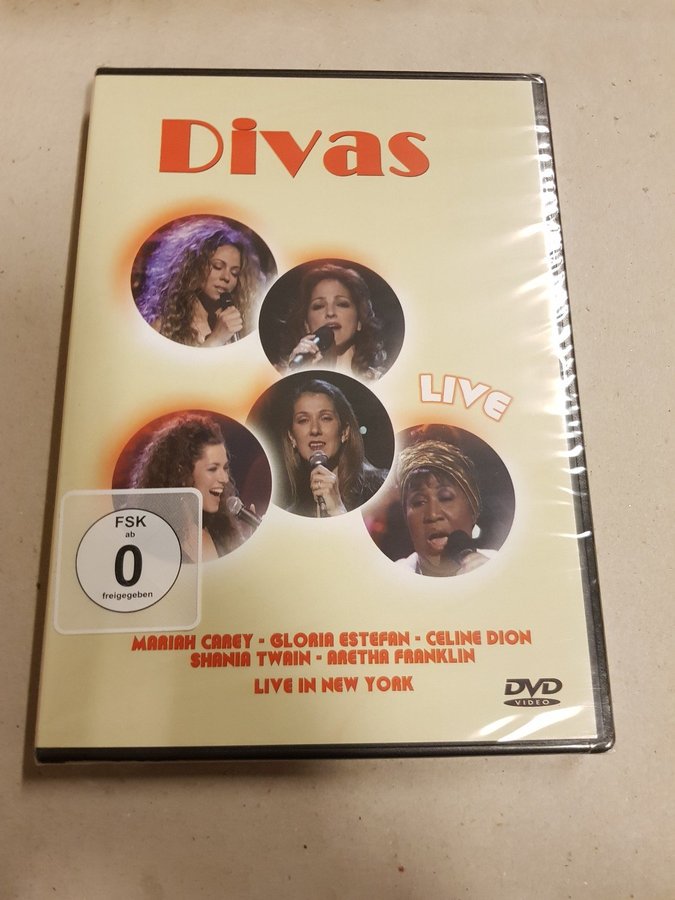 Divas
LIVE
FSK
ab
0
freigegeben
MARIAH CAREY - GLORIA ESTEFAN - CELINE DION
SHANIA TWAIN - ARETHA FRANKLIN
LIVE IN NEW YORK
DVD
VIDEO